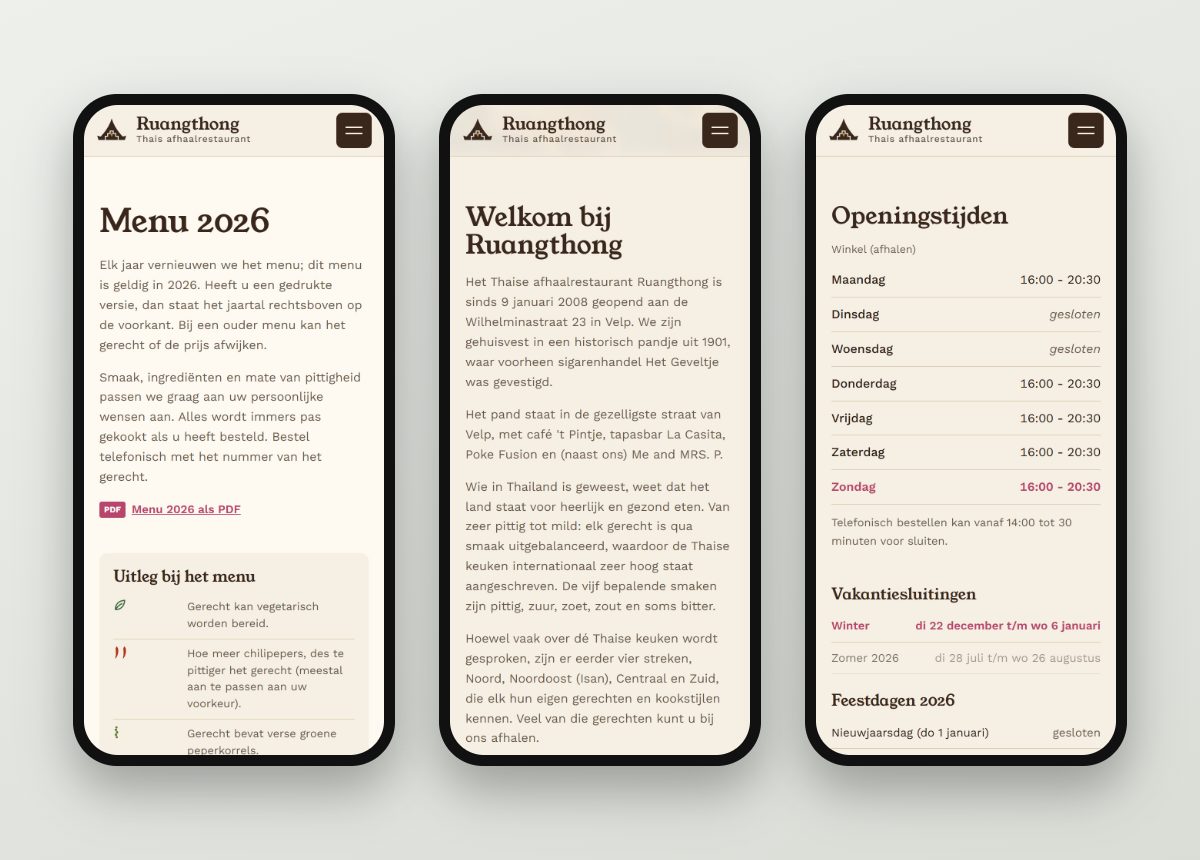 Ruangthong
Thais afhaalrestaurant
Menu 2026
Elk jaar vernieuwen we het menu; dit menu
is geldig in 2026. Heeft u een gedrukte
versie, dan staat het jaartal rechtsboven op
de voorkant. Bij een ouder menu kan het
gerecht of de prijs afwijken.
Smaak, ingrediënten en mate van pittigheid
passen we graag aan uw persoonlijke
wensen aan. Alles wordt immers pas
gekookt als u heeft besteld. Bestel
telefonisch met het nummer van het
gerecht.
PDF Menu 2026 als PDF
Uitleg bij het menu
Gerecht kan vegetarisch
worden bereid.
Hoe meer chilipepers, des te
pittiger het gerecht (meestal
aan te passen aan uw
voorkeur).
Gerecht bevat verse groene
peperkorrels.
Ruangthong
Thais afhaalrestaurant
Welkom bij
Ruangthong
Het Thaise afhaalrestaurant Ruangthong is
sinds 9 januari 2008 geopend aan de
Wilhelminastraat 23 in Velp. We zijn
gehuisvest in een historisch pandje uit 1901,
waar voorheen sigarenhandel Het Geveltje
was gevestigd.
Het pand staat in de gezelligste straat van
Velp, met café 't Pintje, tapasbar La Casita,
Poke Fusion en (naast ons) Me and MRS. P.
Wie in Thailand is geweest, weet dat het
land staat voor heerlijk en gezond eten. Van
zeer pittig tot mild: elk gerecht is qua
smaak uitgebalanceerd, waardoor de Thaise
keuken internationaal zeer hoog staat
aangeschreven. De vijf bepalende smaken
zijn pittig, zuur, zoet, zout en soms bitter.
Hoewel vaak over dé Thaise keuken wordt
gesproken, zijn er eerder vier streken,
Noord, Noordoost (Isan), Centraal en Zuid,
die elk hun eigen gerechten en kookstijlen
kennen. Veel van die gerechten kunt u bij
ons afhalen.
Ruangthong
Thais afhaalrestaurant
Openingstijden
Winkel (afhalen)
Maandag 16:00 - 20:30
Dinsdag gesloten
Woensdag gesloten
Donderdag 16:00 - 20:30
Vrijdag 16:00 - 20:30
Zaterdag 16:00 - 20:30
Zondag 16:00 - 20:30
Telefonisch bestellen kan vanaf 14:00 tot 30
minuten voor sluiten.
Vakantiesluitingen
Winter di 22 december t/m wo 6 januari
Zomer 2026 di 28 juli t/m wo 26 augustus
Feestdagen 2026
Nieuwjaarsdag (do 1 januari) gesloten